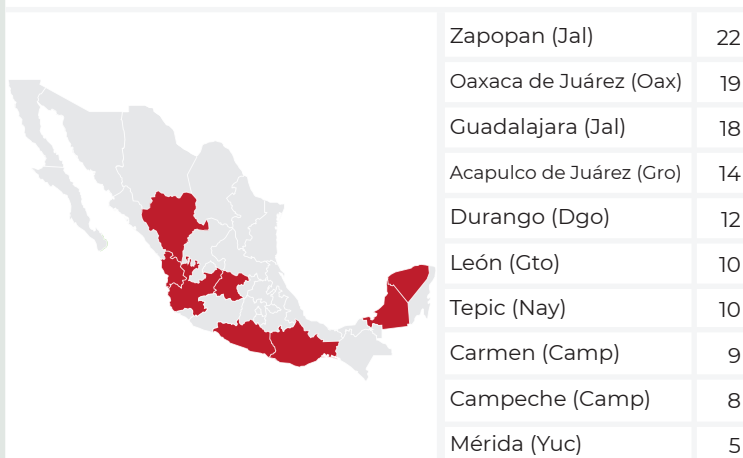 Zapopan (Jal) 22
Oaxaca de Juárez (Oax) 19
Guadalajara (Jal) 18
Acapulco de Juárez (Gro) 14
Durango (Dgo) 12
León (Gto) 10
Tepic (Nay) 10
Carmen (Camp) 9
Campeche (Camp) 8
Mérida (Yuc) 5